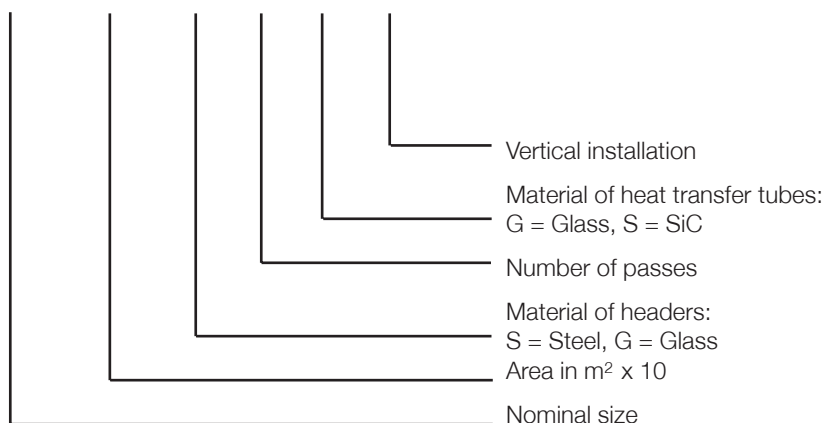 Vertical installation
Material of heat transfer tubes:
G = Glass, S = SiC
Number of passes
Material of headers:
S = Steel, G = Glass
Area in m² x 10
Nominal size